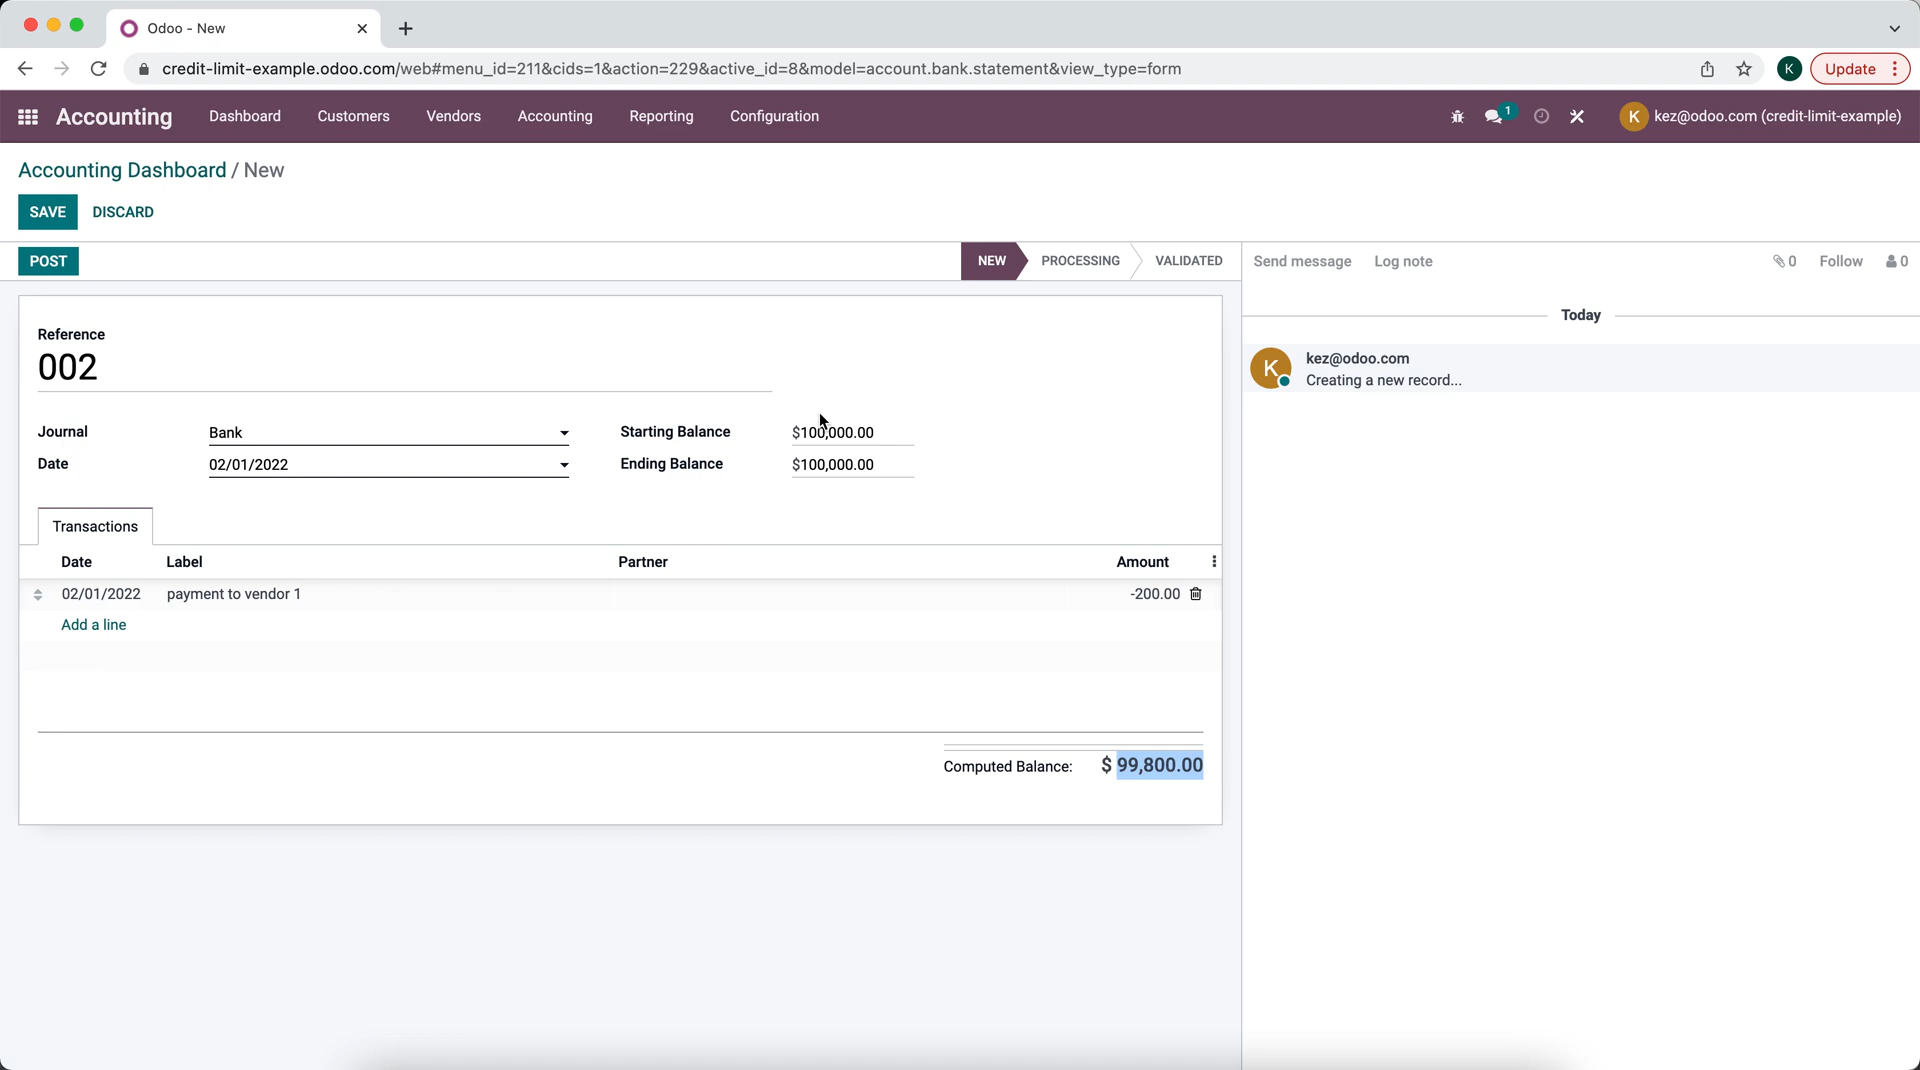 Odoo - New
credit-limit-example.odoo.com/web#menu_id=211&cids=1&action=229&active_id=8&model=account.bank.statement&view_type=form
K
Update
Accounting
Dashboard
Customers
Vendors
Accounting
Reporting
Configuration
1
K
kez@odoo.com (credit-limit-example)
Accounting Dashboard / New
SAVE
DISCARD
POST
NEW
PROCESSING
VALIDATED
Send message
Log note
0
Follow
0
Reference
002
Journal
Bank
Starting Balance
$100,000.00
Date
02/01/2022
Ending Balance
$100,000.00
Transactions
Date
Label
Partner
Amount
02/01/2022
payment to vendor 1
-200.00
Add a line
Computed Balance:
$ 99,800.00
Today
K
kez@odoo.com
Creating a new record...